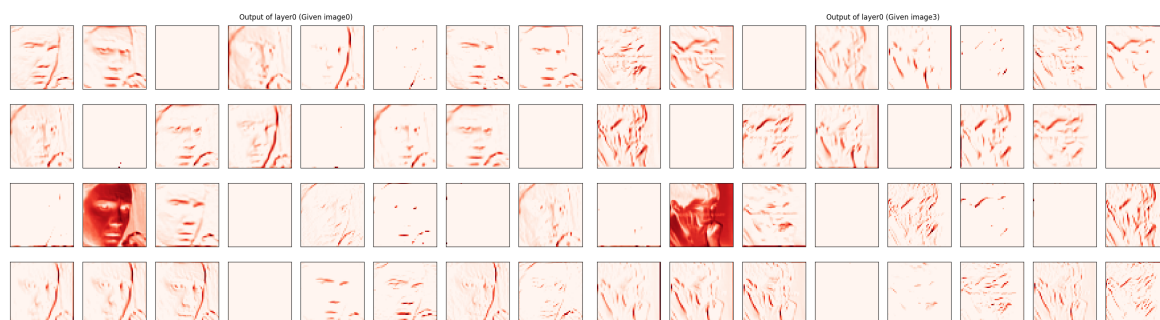 Output of layer0 (Given image0)
Output of layer0 (Given image3)